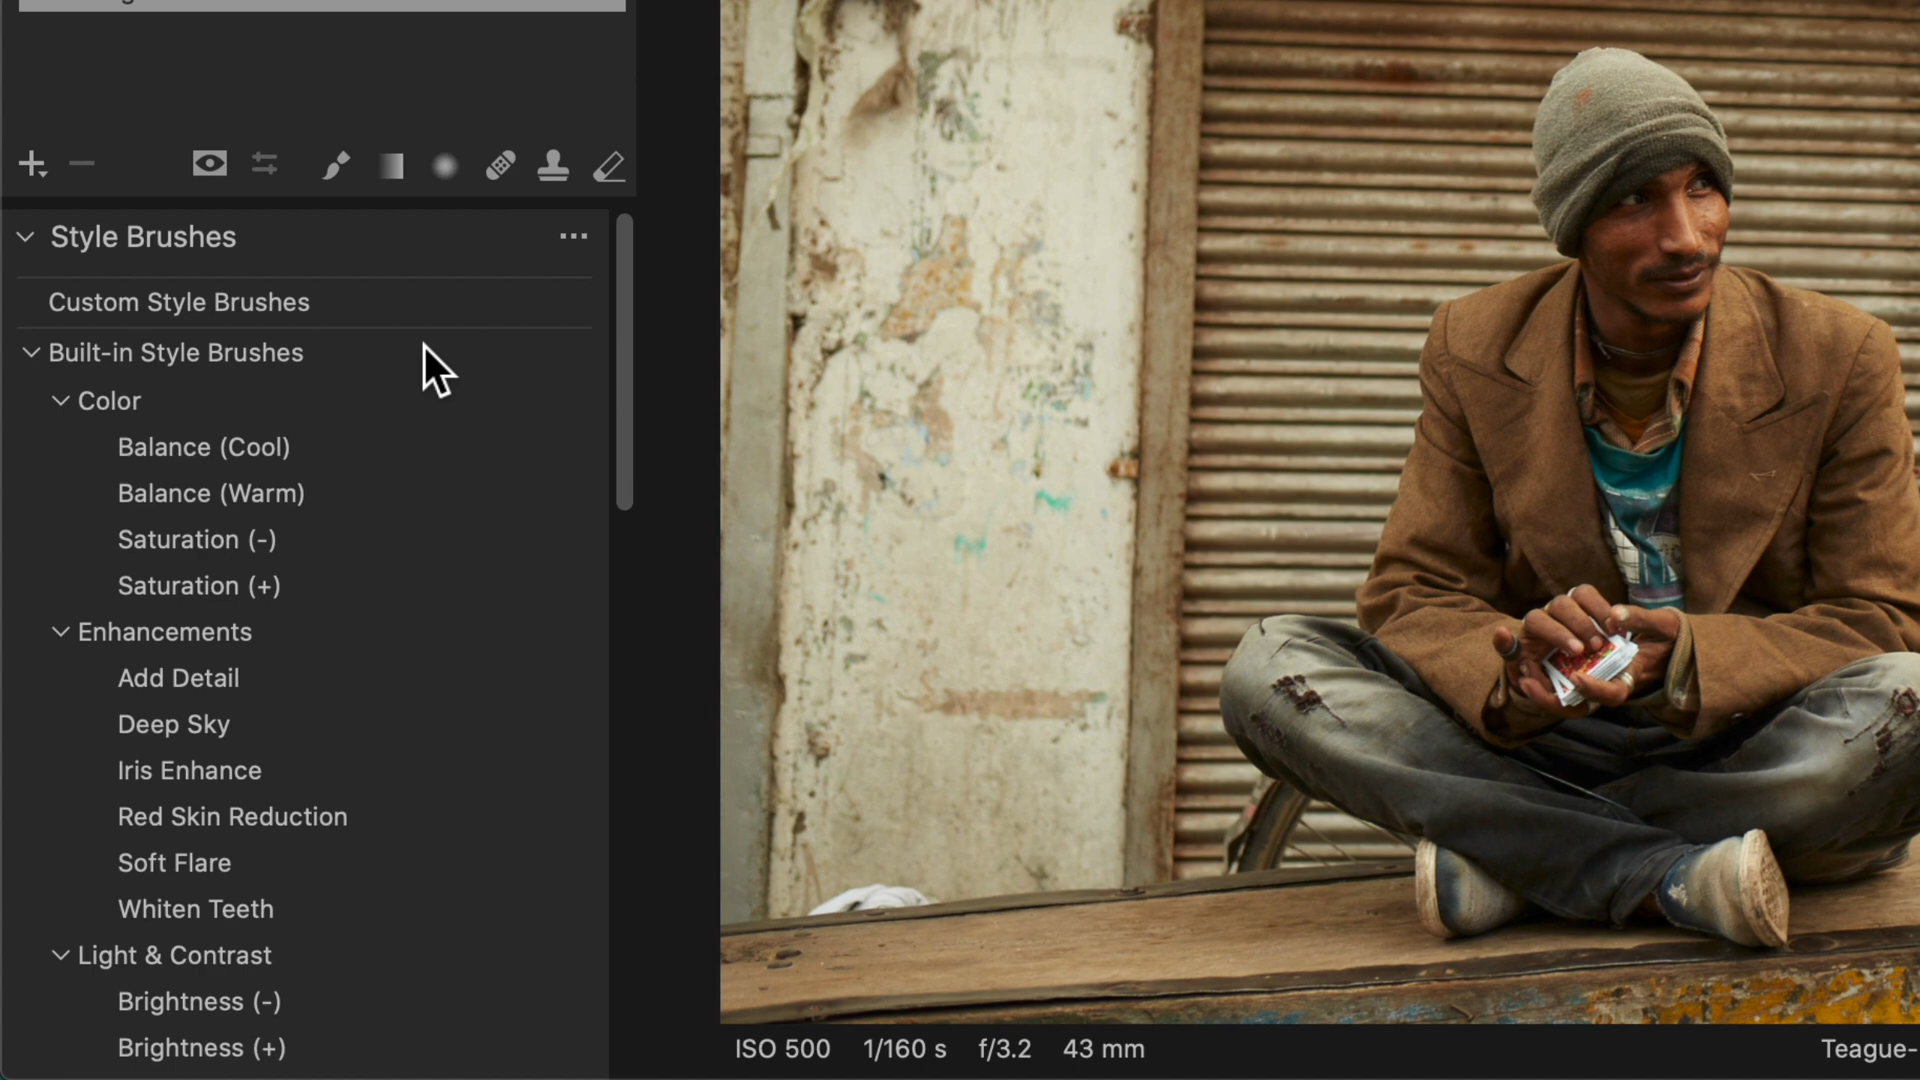 Style Brushes
Custom Style Brushes
Built-in Style Brushes
Color
Balance (Cool)
Balance (Warm)
Saturation (-)
Saturation (+)
Enhancements
Add Detail
Deep Sky
Iris Enhance
Red Skin Reduction
Soft Flare
Whiten Teeth
Light & Contrast
Brightness (-)
Brightness (+)
ISO 500 1/160 s f/3.2 43 mm
Teague-